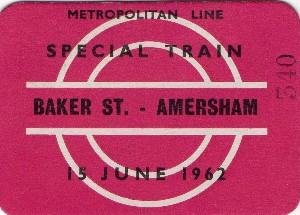 METROPOLITAN LINE
SPECIAL TRAIN
BAKER ST. - AMERSHAM
15 JUNE 1962
540